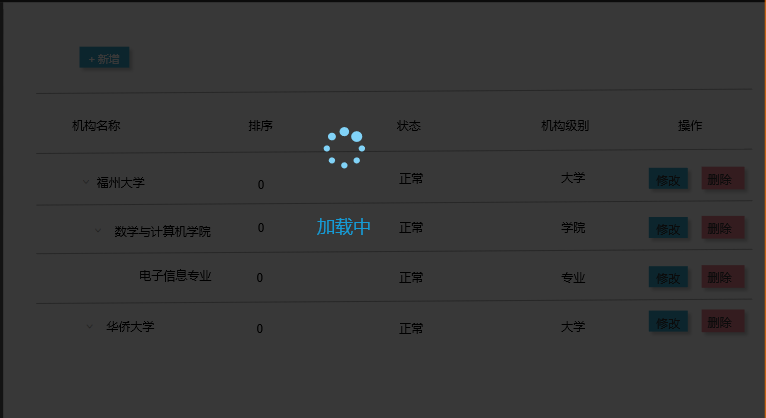 + 新增
机构名称 排序 状态 机构级别 操作
福州大学 0 正常 大学 修改 删除
加载中
数学与计算机学院 0 正常 学院 修改 删除
电子信息专业 0 正常 专业 修改 删除
华侨大学 0 正常 大学 修改 删除